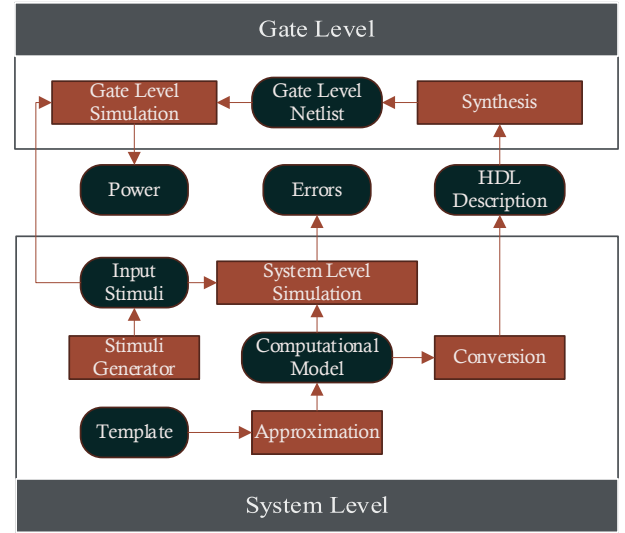 Gate Level
Gate Level
Simulation
Gate Level
Netlist
Synthesis
Power
Errors
HDL
Description
Input
Stimuli
System Level
Simulation
Stimuli
Generator
Computational
Model
Conversion
Template
Approximation
System Level